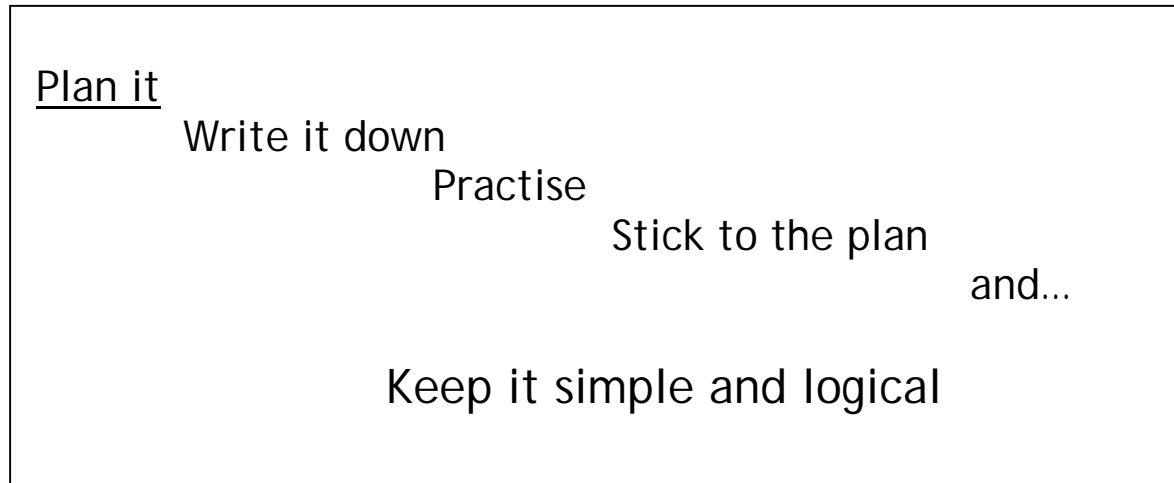 Plan it
Write it down
Practise
Stick to the plan
and...
Keep it simple and logical